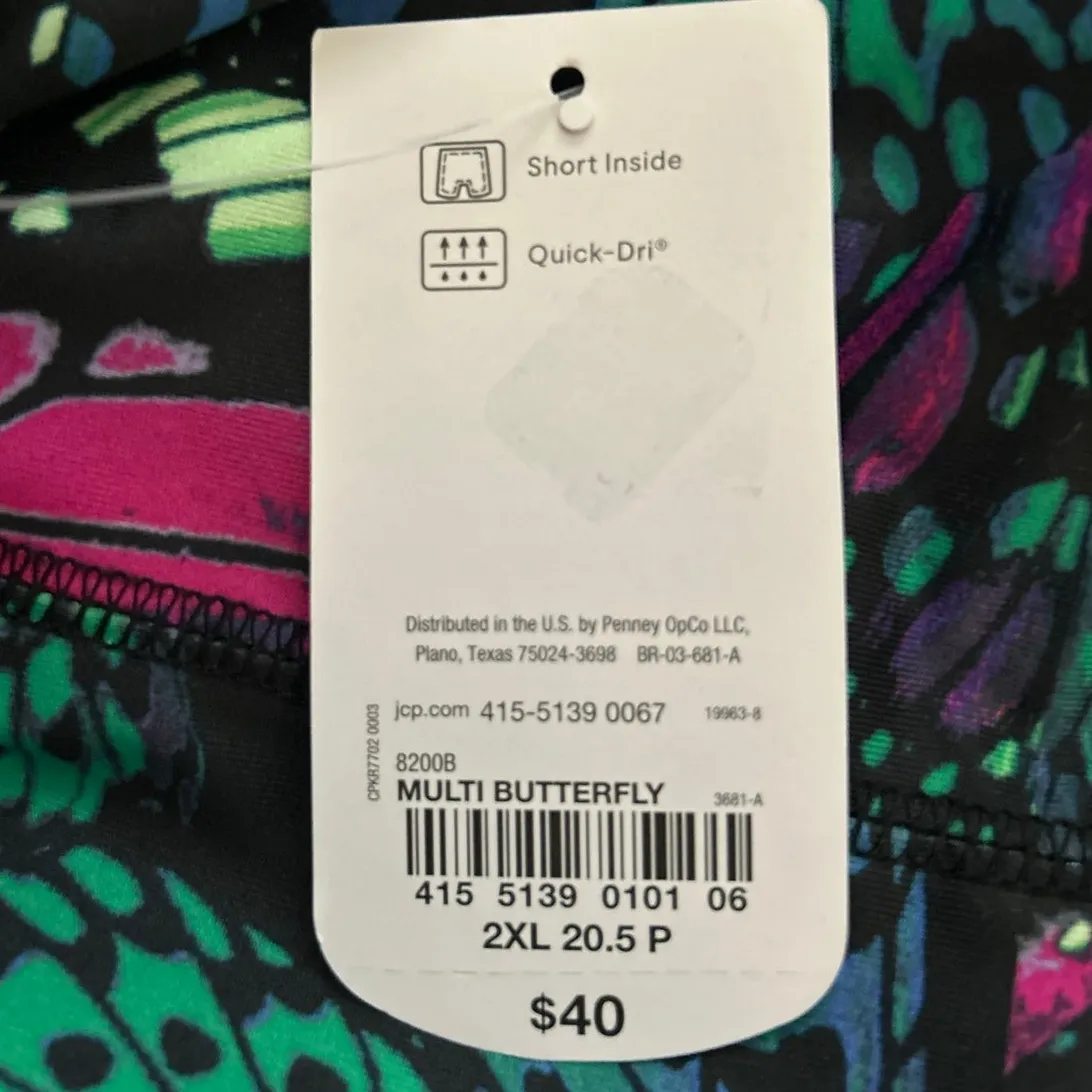 Short Inside
Quick-Dri®
Distributed in the U.S. by Penney OpCo LLC,
Plano, Texas 75024-3698 BR-03-681-A
jcp.com 415-5139 0067 19963-8
CPKR7702 0003
8200B
MULTI BUTTERFLY 3681-A
415 5139 0101 06
2XL 20.5 P
$40